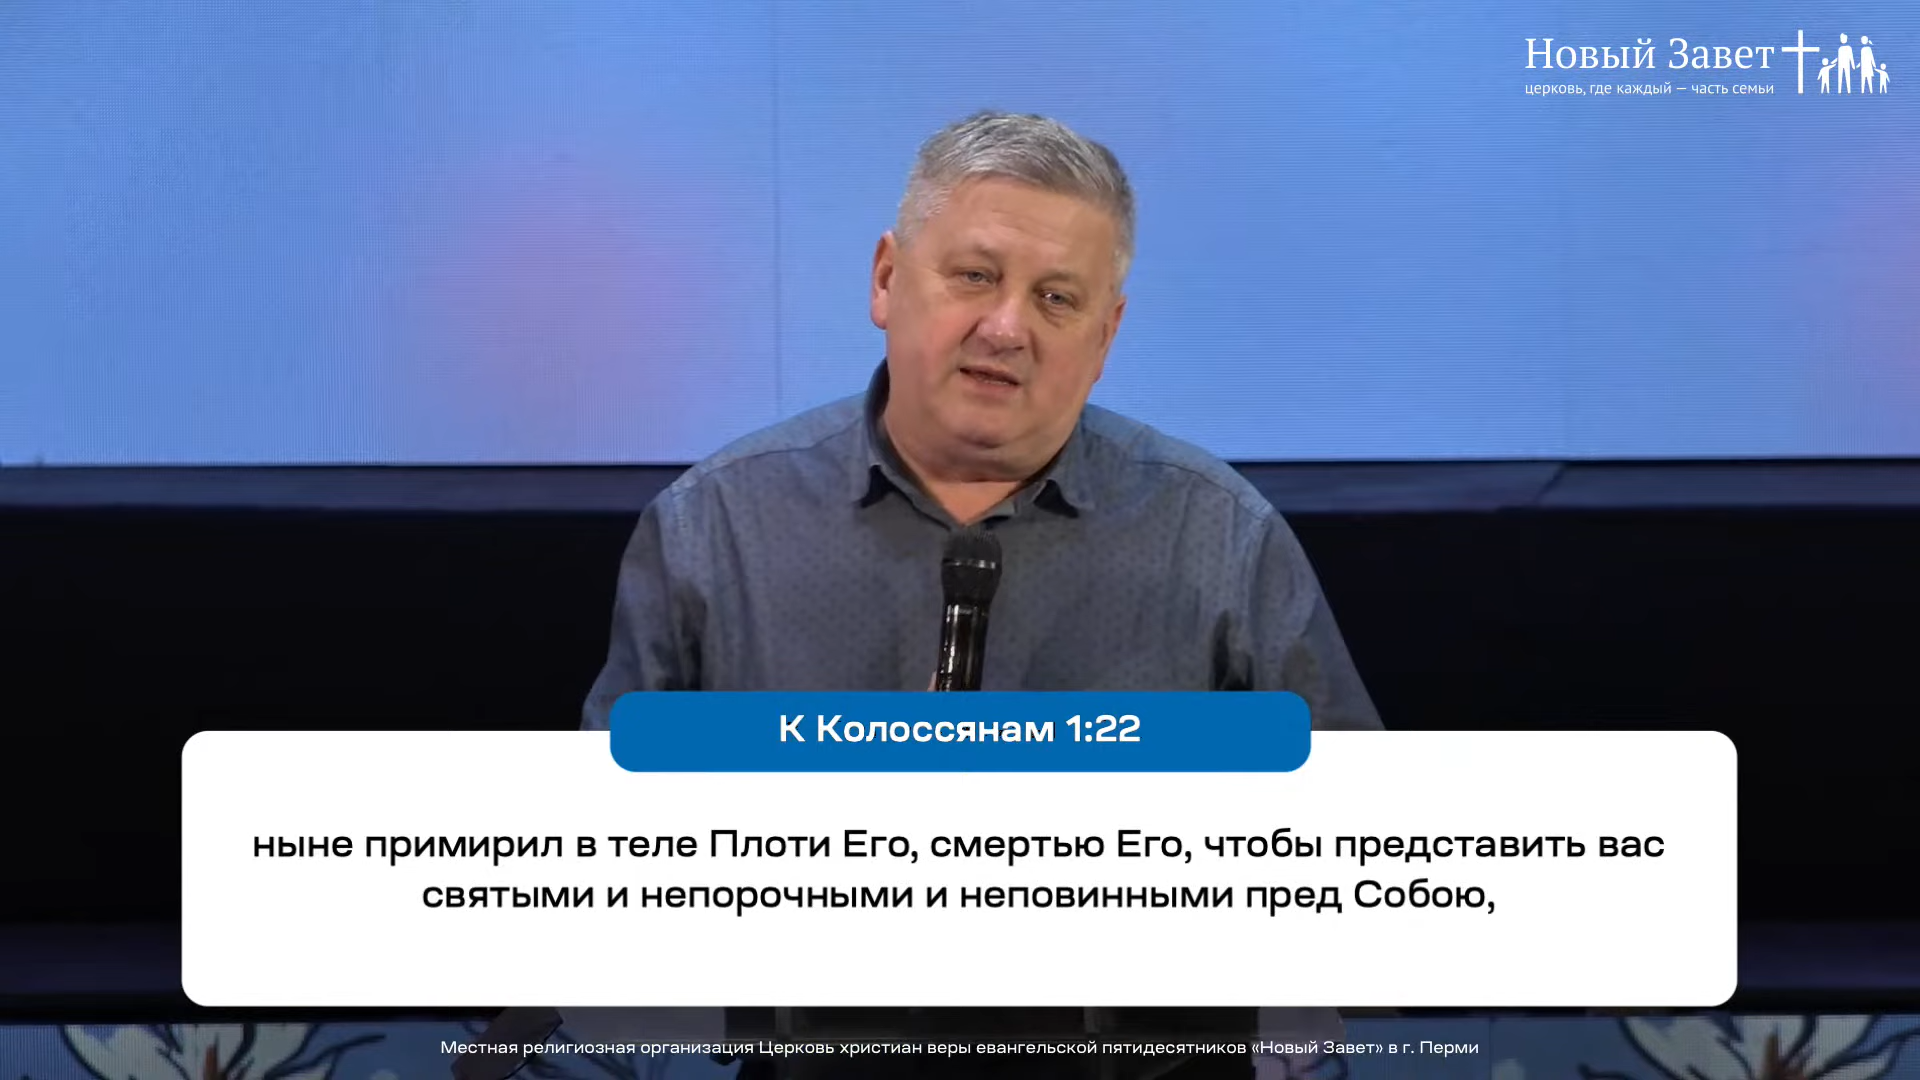 Новый Завет
церковь, где каждый — часть семьи
К Колоссянам 1:22
ныне примирил в теле Плоти Его, смертью Его, чтобы представить вас
святыми и непорочными и неповинными пред Собою,
Местная религиозная организация Церковь христиан веры евангельской пятидесятников «Новый Завет» в г. Перми